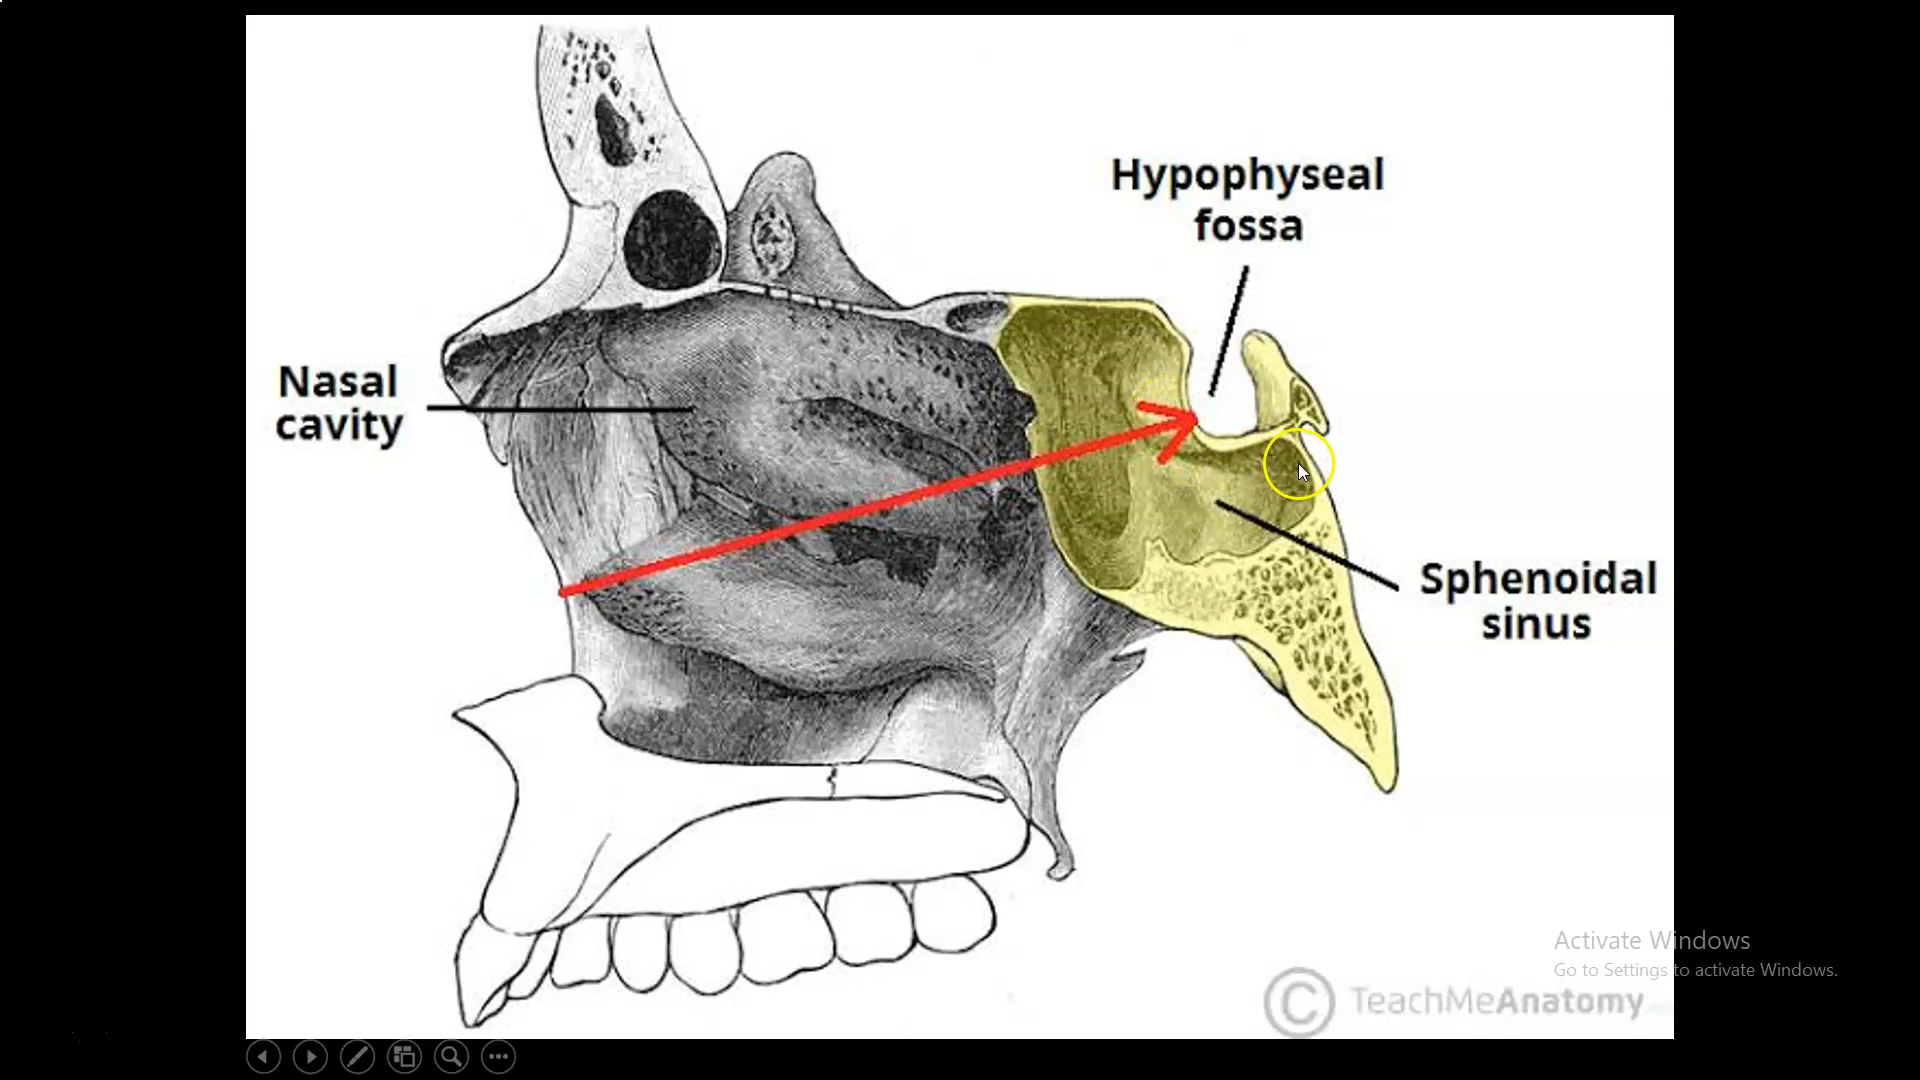 Hypophyseal
fossa
Nasal
cavity
Sphenoidal
sinus
Activate Windows
Go to Settings to activate Windows.
© TeachMeAnatomy